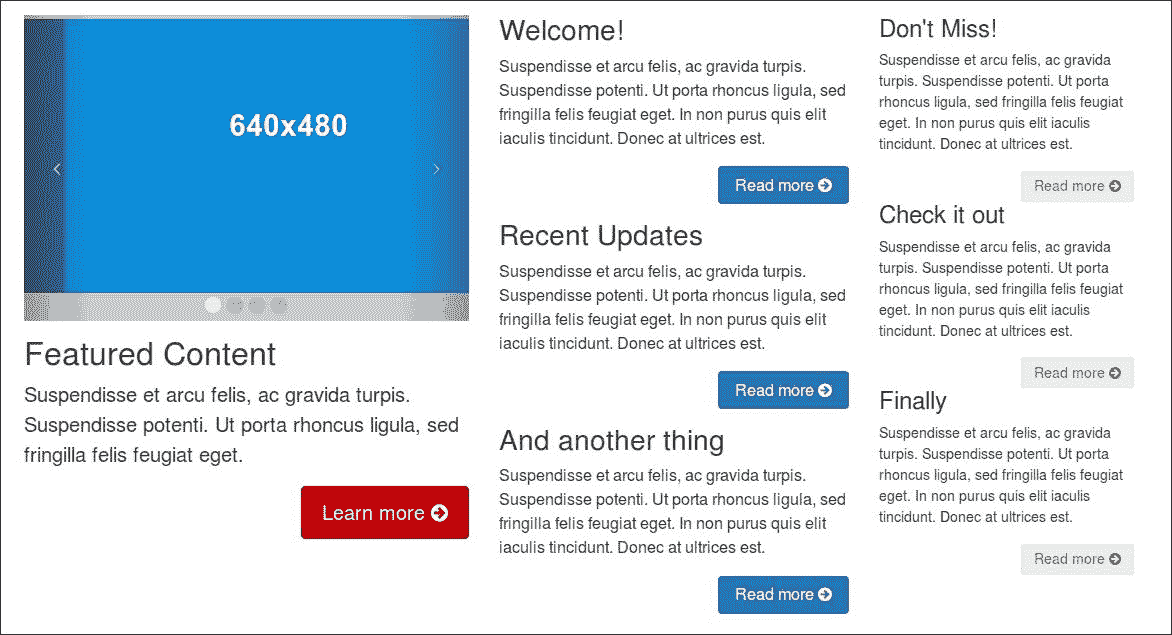 640x480
Featured Content
Suspendisse et arcu felis, ac gravida turpis.
Suspendisse potenti. Ut porta rhoncus ligula, sed
fringilla felis feugiat eget.
Learn more
Welcome!
Suspendisse et arcu felis, ac gravida turpis.
Suspendisse potenti. Ut porta rhoncus ligula, sed
fringilla felis feugiat eget. In non purus quis elit
iaculis tincidunt. Donec at ultrices est.
Read more
Recent Updates
Suspendisse et arcu felis, ac gravida turpis.
Suspendisse potenti. Ut porta rhoncus ligula, sed
fringilla felis feugiat eget. In non purus quis elit
iaculis tincidunt. Donec at ultrices est.
Read more
And another thing
Suspendisse et arcu felis, ac gravida turpis.
Suspendisse potenti. Ut porta rhoncus ligula, sed
fringilla felis feugiat eget. In non purus quis elit
iaculis tincidunt. Donec at ultrices est.
Read more
Don't Miss!
Suspendisse et arcu felis, ac gravida
turpis. Suspendisse potenti. Ut porta
rhoncus ligula, sed fringilla felis feugiat
eget. In non purus quis elit iaculis
tincidunt. Donec at ultrices est.
Read more
Check it out
Suspendisse et arcu felis, ac gravida
turpis. Suspendisse potenti. Ut porta
rhoncus ligula, sed fringilla felis feugiat
eget. In non purus quis elit iaculis
tincidunt. Donec at ultrices est.
Read more
Finally
Suspendisse et arcu felis, ac gravida
turpis. Suspendisse potenti. Ut porta
rhoncus ligula, sed fringilla felis feugiat
eget. In non purus quis elit iaculis
tincidunt. Donec at ultrices est.
Read more